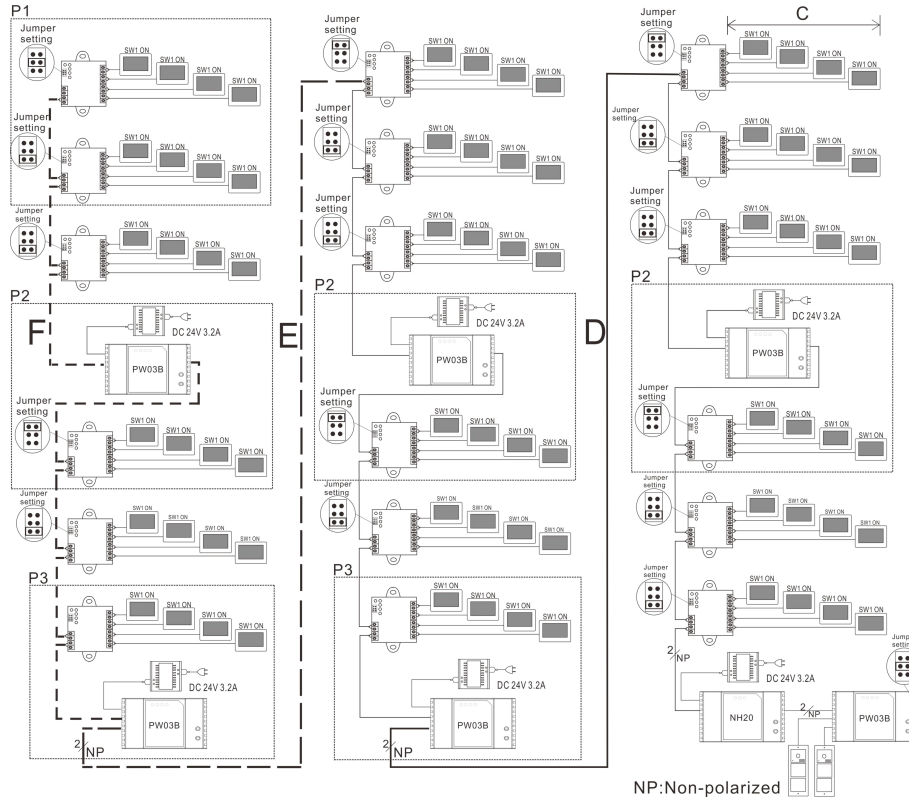 P1
Jumper
setting
SW1 ON
SW1 ON
SW1 ON
SW1 ON
Jumper
setting
SW1 ON
SW1 ON
SW1 ON
SW1 ON
Jumper
setting
SW1 ON
SW1 ON
SW1 ON
SW1 ON
P2
F
DC 24V 3.2A
PW03B
Jumper
setting
SW1 ON
SW1 ON
SW1 ON
SW1 ON
Jumper
setting
SW1 ON
SW1 ON
SW1 ON
SW1 ON
P3
SW1 ON
SW1 ON
SW1 ON
SW1 ON
DC 24V 3.2A
PW03B
2
NP
Jumper
setting
SW1 ON
SW1 ON
SW1 ON
SW1 ON
Jumper
setting
SW1 ON
SW1 ON
SW1 ON
SW1 ON
Jumper
setting
SW1 ON
SW1 ON
SW1 ON
SW1 ON
P2
E
DC 24V 3.2A
PW03B
Jumper
setting
SW1 ON
SW1 ON
SW1 ON
SW1 ON
Jumper
setting
SW1 ON
SW1 ON
SW1 ON
SW1 ON
P3
SW1 ON
SW1 ON
SW1 ON
SW1 ON
DC 24V 3.2A
PW03B
2
NP
Jumper
setting
C
SW1 ON
SW1 ON
SW1 ON
SW1 ON
Jumper
setting
SW1 ON
SW1 ON
SW1 ON
SW1 ON
Jumper
setting
SW1 ON
SW1 ON
SW1 ON
SW1 ON
P2
D
DC 24V 3.2A
PW03B
Jumper
setting
SW1 ON
SW1 ON
SW1 ON
SW1 ON
Jumper
setting
SW1 ON
SW1 ON
SW1 ON
SW1 ON
Jumper
setting
SW1 ON
SW1 ON
SW1 ON
SW1 ON
2
NP
DC 24V 3.2A
NH20
2
NP
PW03B
NP:Non-polarized